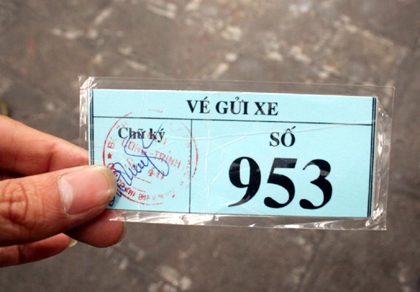 VÉ GỬI XE
Chữ ký
SỐ
953